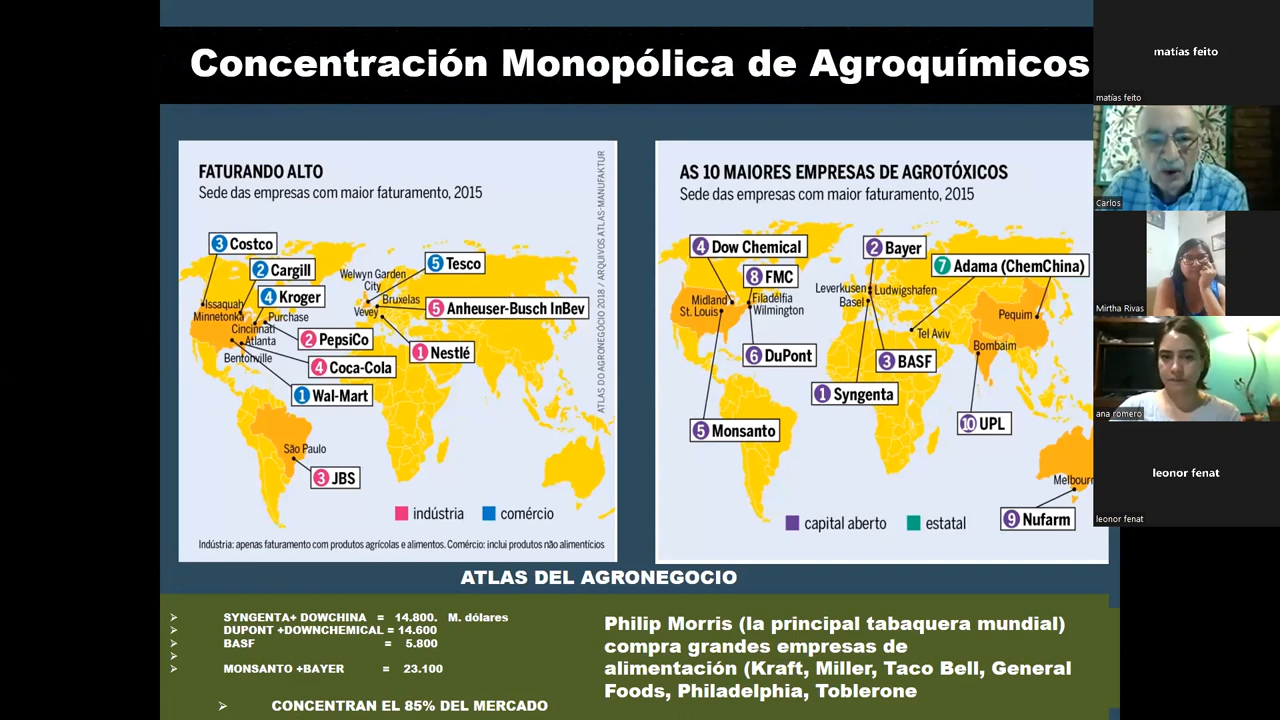 Concentración Monopólica de Agroquímicos
FATURANDO ALTO
Sede das empresas com maior faturamento, 2015
3 Costco
2 Cargill
4 Kroger
Issaquah
Minnetonka
Purchase
Cincinnati
Atlanta
Bentonville
2 PepsiCo
4 Coca-Cola
1 Wal-Mart
Welwyn Garden
City
5 Tesco
Bruxelas
Vevey
5 Anheuser-Busch InBev
1 Nestlé
São Paulo
3 JBS
indústria
comércio
Indústria: apenas faturamento com produtos agrícolas e alimentos. Comércio: inclui produtos não alimentícios
ATLAS DO AGRONEGÓCIO 2018 / ARQUIVOS ATLAS-MANUFAKTUR
AS 10 MAIORES EMPRESAS DE AGROTÓXICOS
Sede das empresas com maior faturamento, 2015
4 Dow Chemical
2 Bayer
8 FMC
7 Adama (ChemChina)
Leverkusen
Ludwigshafen
Basel
Midland
St. Louis
Filadélfia
Wilmington
Pequim
Tel Aviv
Bombaim
6 DuPont
3 BASF
1 Syngenta
5 Monsanto
10 UPL
Melbourn
9 Nufarm
capital aberto
estatal
ATLAS DEL AGRONEGOCIO
SYNGENTA+ DOWCHINA = 14.800. M. dólares
DUPONT +DOWNCHEMICAL = 14.600
BASF = 5.800
MONSANTO +BAYER = 23.100
CONCENTRAN EL 85% DEL MERCADO
Philip Morris (la principal tabaquera mundial)
compra grandes empresas de
alimentación (Kraft, Miller, Taco Bell, General
Foods, Philadelphia, Toblerone
matías feito
matías feito
Carlos
Mirtha Rivas
ana romero
leonor fenat
leonor fenat